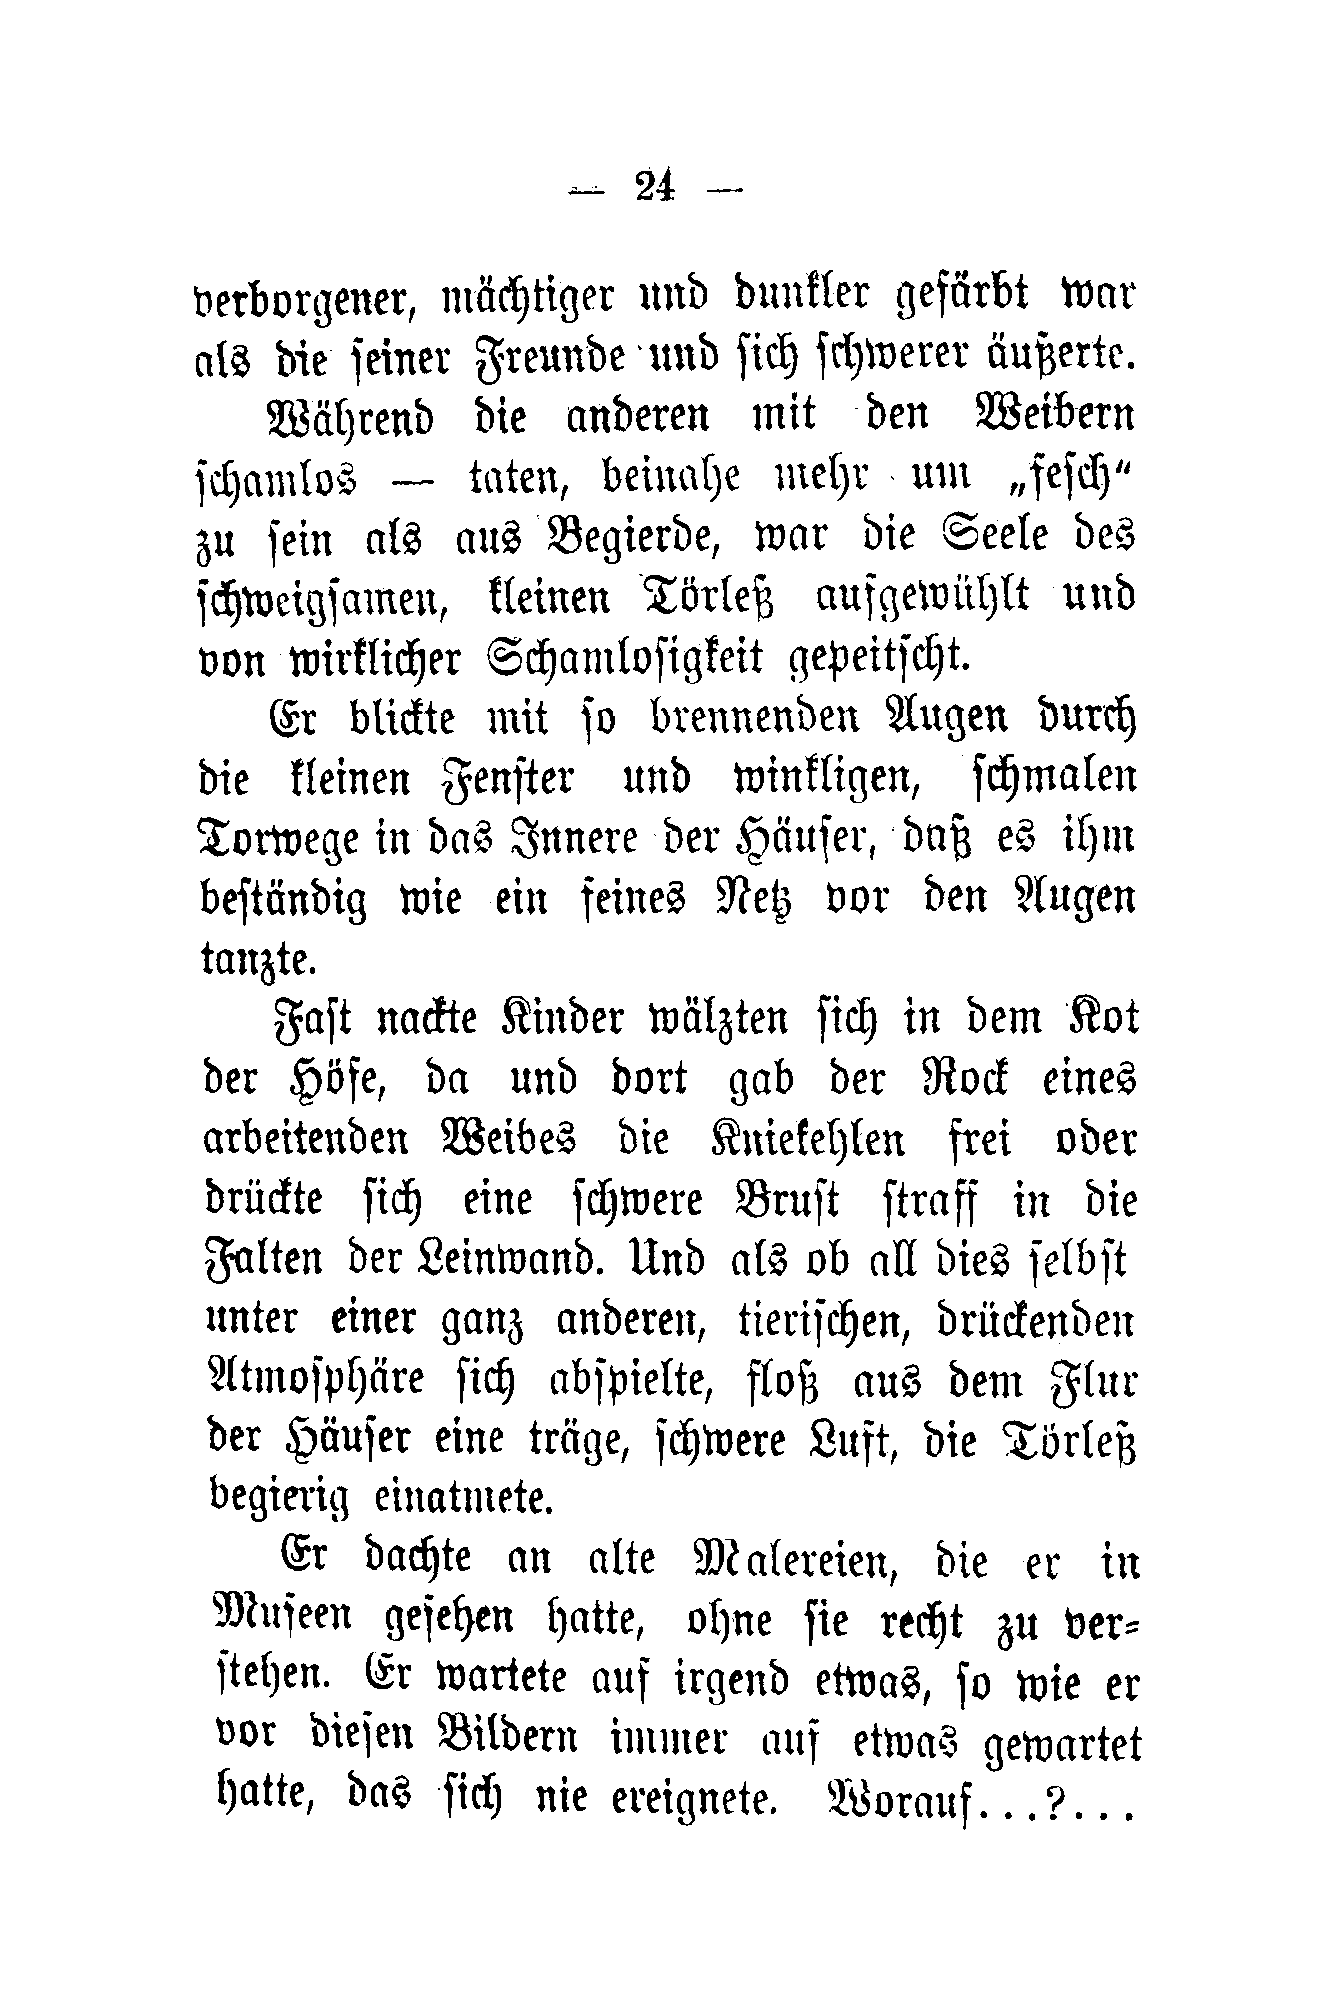 — 24 —
verborgener, mächtiger und dunkler gefärbt war
als die seiner Freunde und sich schwerer äußerte.
Während die anderen mit den Weibern
schamlos — taten, beinahe mehr um „fesch“
zu sein als aus Begierde, war die Seele des
schweigsamen, kleinen Törleß aufgewühlt und
von wirklicher Schamlosigkeit gepeitscht.
Er blickte mit so brennenden Augen durch
die kleinen Fenster und winkligen, schmalen
Torwege in das Innere der Häuser, daß es ihm
beständig wie ein feines Netz vor den Augen
tanzte.
Fast nackte Kinder wälzten sich in dem Kot
der Höfe, da und dort gab der Rock eines
arbeitenden Weibes die Kniekehlen frei oder
drückte sich eine schwere Brust straff in die
Falten der Leinwand. Und als ob all dies selbst
unter einer ganz anderen, tierischen, drückenden
Atmosphäre sich abspielte, floß aus dem Flur
der Häuser eine träge, schwere Luft, die Törleß
begierig einatmete.
Er dachte an alte Malereien, die er in
Museen gesehen hatte, ohne sie recht zu ver-
stehen. Er wartete auf irgend etwas, so wie er
vor diesen Bildern immer auf etwas gewartet
hatte, das sich nie ereignete. Worauf...?...